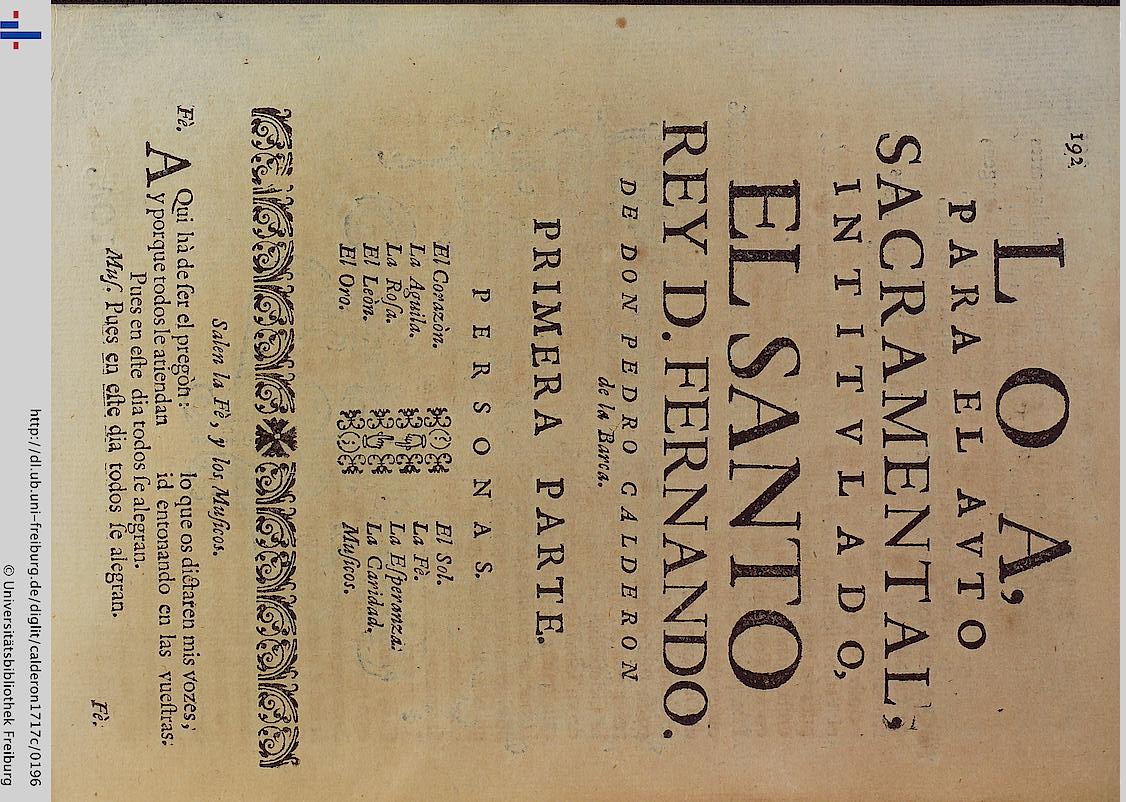 192
LOA,
PARA EL AVTO
SACRAMENTAL,
INTITVLADO,
EL SANTO
REY D. FERNANDO.
DE DON PEDRO CALDERON
de la Barca.
PRIMERA PARTE.
PERSONAS.
El Corazòn. El Sol.
La Aguila. La Fè.
La Roſa. La Eſperanza.
El Leòn. La Caridad.
El Oro. Muſicos.
Salen la Fè, y los Muſicos.
Fè. AQui hà de ſer el pregòn: lo que os dictaren mis vozes;
y porque todos le atiendan id entonando en las vueſtras:
Pues en eſte dia todos ſe alegran.
Muſ. Pues en eſte dia todos ſe alegran.
Fè.
http://dl.ub.uni-freiburg.de/diglit/calderon1717c/0196
© Universitätsbibliothek Freiburg